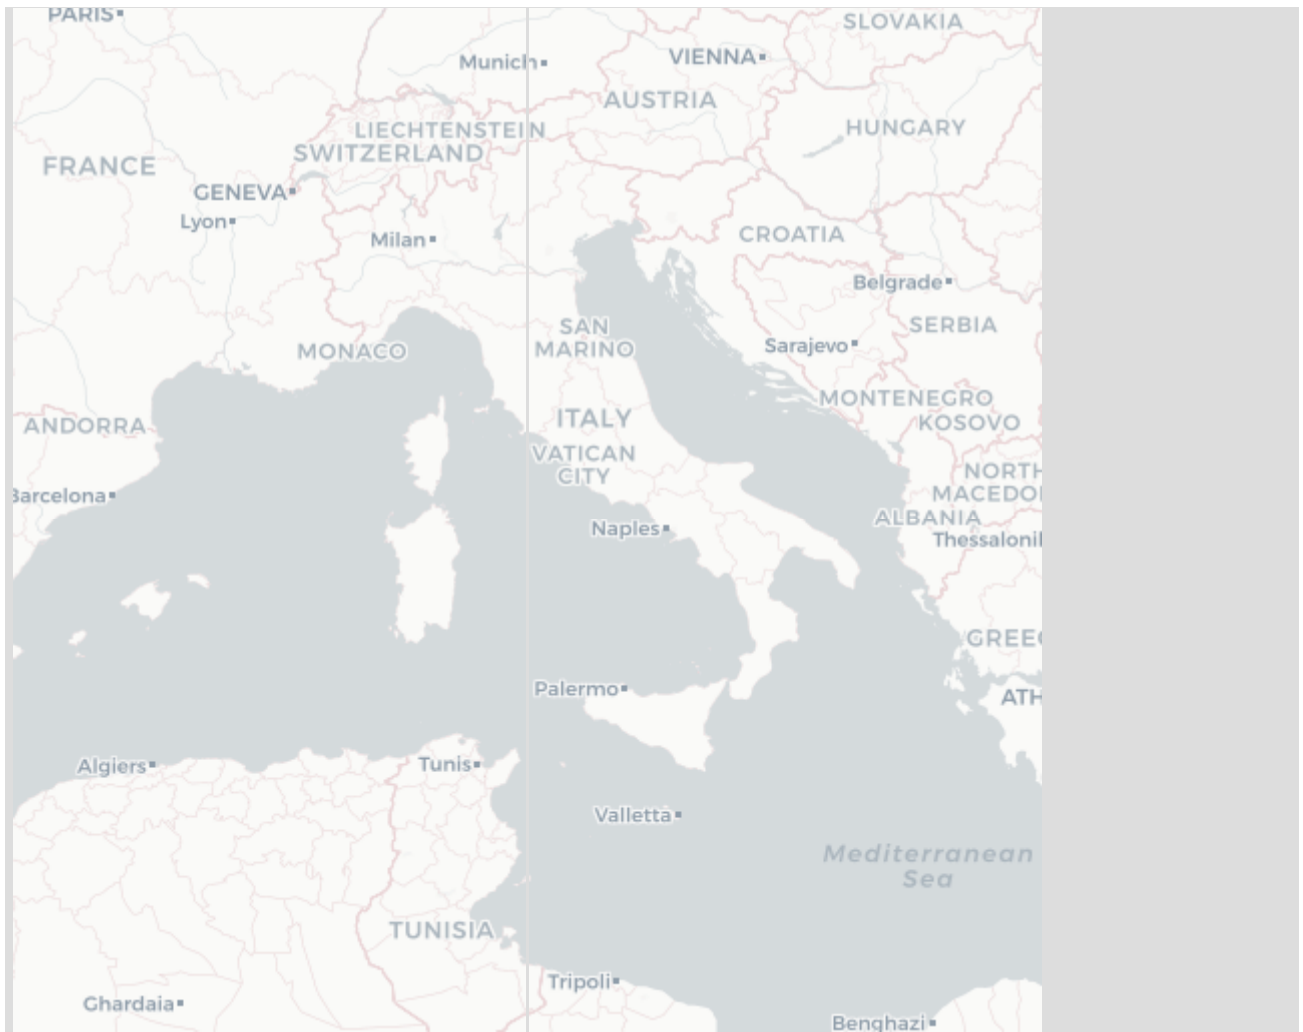 PARIS
SLOVAKIA
Munich
VIENNA
AUSTRIA
HUNGARY
LIECHTENSTEIN
SWITZERLAND
FRANCE
GENEVA
Lyon
Milan
CROATIA
Belgrade
SERBIA
SAN
MARINO
Sarajevo
MONACO
MONTENEGRO
KOSOVO
ITALY
ANDORRA
VATICAN
CITY
NORTH
MACEDO
Barcelona
ALBANIA
Naples
Thessaloni
GREE
Palermo
ATH
Algiers
Tunis
Valletta
Mediterranean
Sea
TUNISIA
Tripoli
Ghardaia
Benghazi